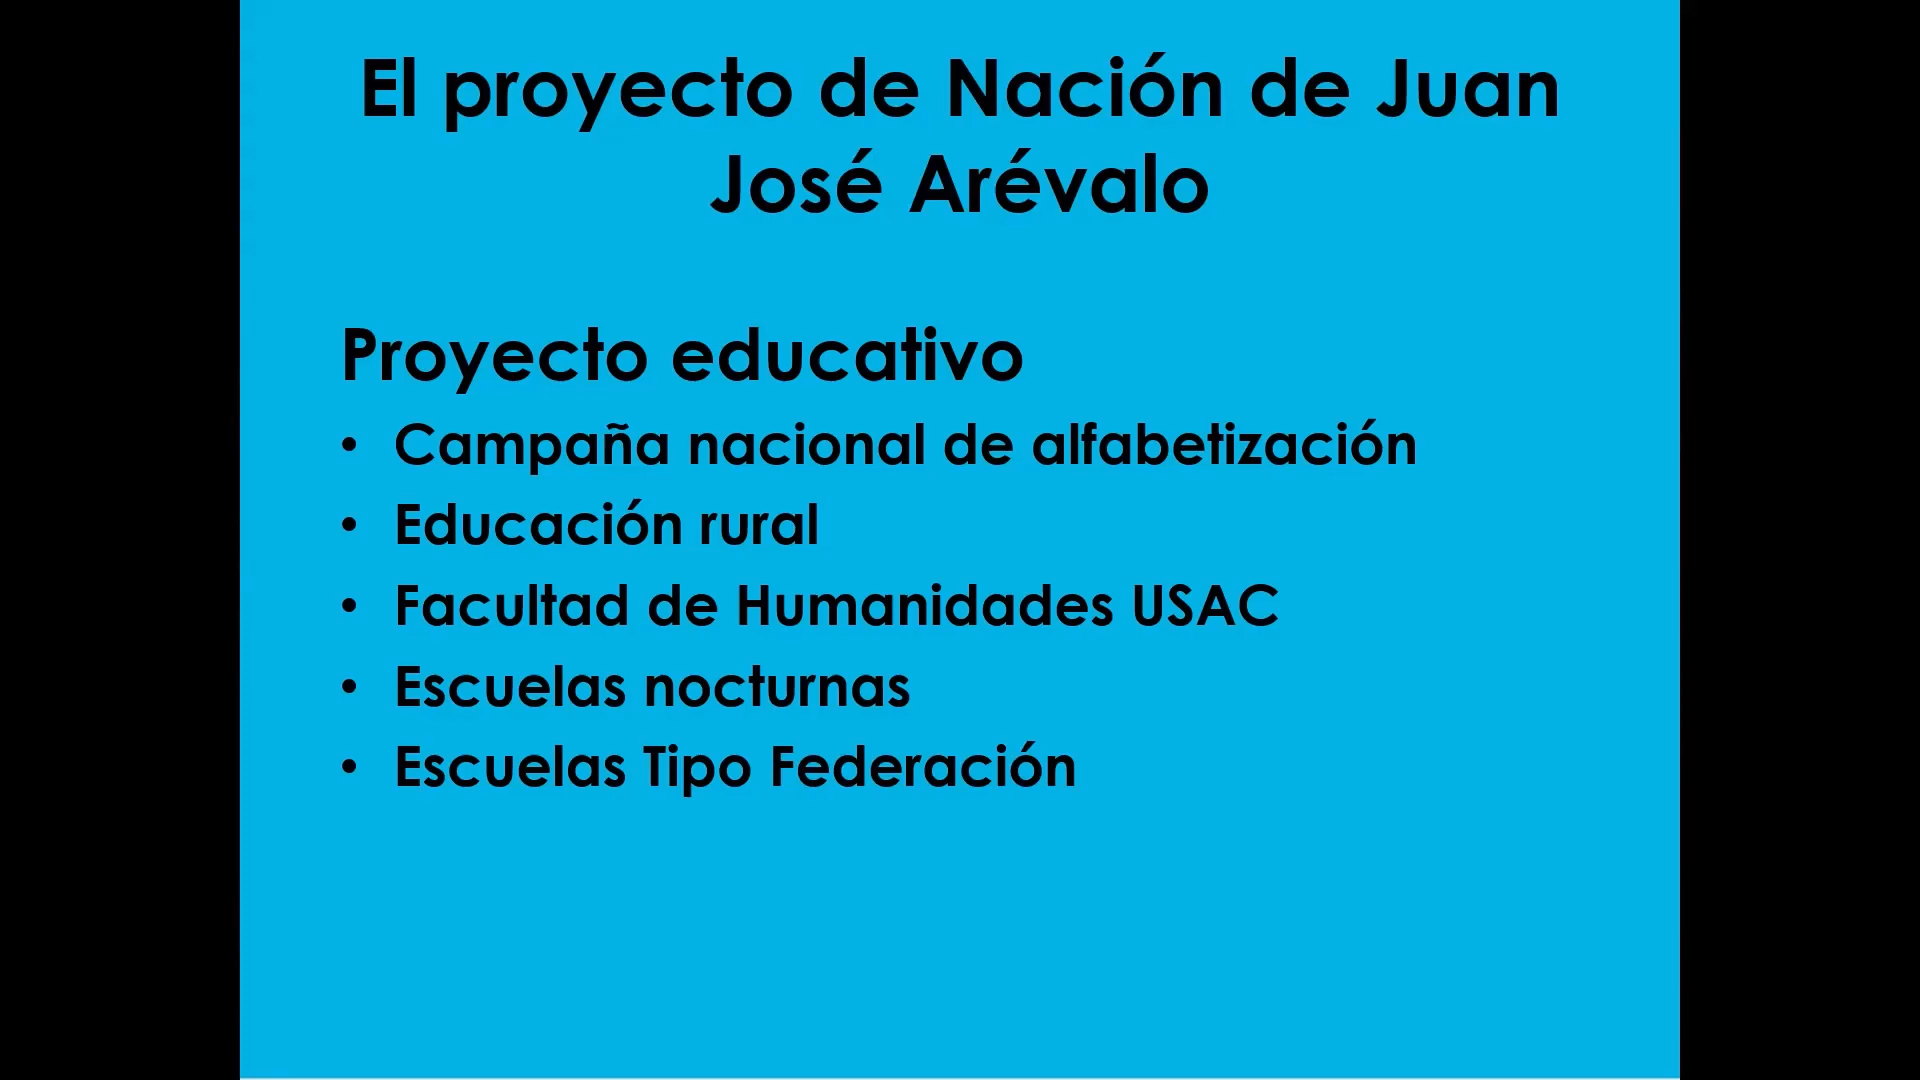 El proyecto de Nación de Juan
José Arévalo
Proyecto educativo
• Campaña nacional de alfabetización
• Educación rural
• Facultad de Humanidades USAC
• Escuelas nocturnas
• Escuelas Tipo Federación